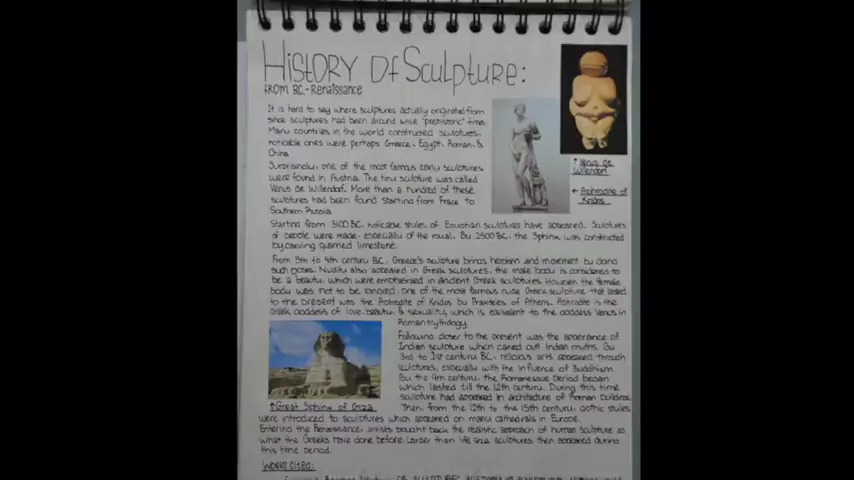 HISTORY OF SCULPTURE:
FROM BC. - Renaissance
It is hard to say where sculptures actually originated from
since sculptures had been around since "prehistoric" times.
Many countries in the world constructed sculptures,
noticable ones were perhaps Greece, Egypt, Roman, &
China.
Surprisingly, one of the most famous early sculptures
were found in Austria. The tiny sculpture was called
Venus de Willendorf. More than a hundred of these
sculptures had been found starting from France to
Southern Russia.
↑ Venus de
Willendorf
← Aphrodite of
Knidos
Starting from 3100 BC, noticable styles of Egyptian sculptures have appeared. Sculptures
of people were made, especially of the royal. By 2500 BC, the Sphinx was constructed
by carving quarried limestone.
From 5th to 4th century BC, Greece's sculpture brings heroism and movement by doing
such poses. Nudity also appeared in Greek sculptures, the male body is considered to
be a beauty, which were emphasised in ancient Greek sculptures. However, the female
body was not to be ignored, one of the most famous nude Greek sculpture that lasted
to the present was the Aphrodite of Knidos by Praxiteles of Athens. Aphrodite is the
Greek goddess of love, beauty, & sexuality, which is equivelent to the goddess Venus in
Roman mythology.
Following closer to the present was the appearance of
Indian sculpture which carved out Indian myths. By
3rd to 1st century BC, religious arts appeared through
sculptures, especially with the influence of Buddhism.
By the 9th century, the Romanesque period began
which lasted till the 12th century. During this time
sculpture had appeared in architecture of Roman building.
Then, from the 12th to the 15th century, gothic styles
↑ Great Sphinx of Giza
were introduced to sculptures which appeared on many cathedrals in Europe.
Entering the Renaissance, artists bought back the realistic approach of human sculpture as
what the Greeks have done before. Larger than life size sculptures then appeared during
this time period.
WORKS CITED: